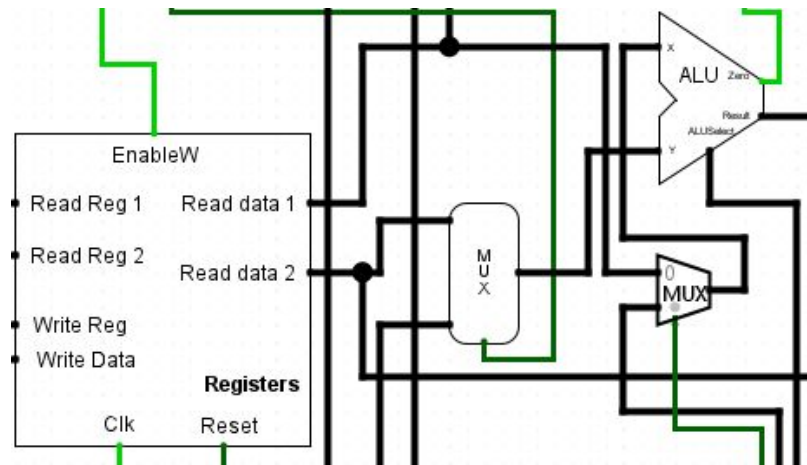 EnableW
Read Reg 1
Read data 1
Read Reg 2
Read data 2
Write Reg
Write Data
Registers
Clk
Reset
M
U
X
X
ALU
Zero
Result
ALUSelect
Y
0
MUX